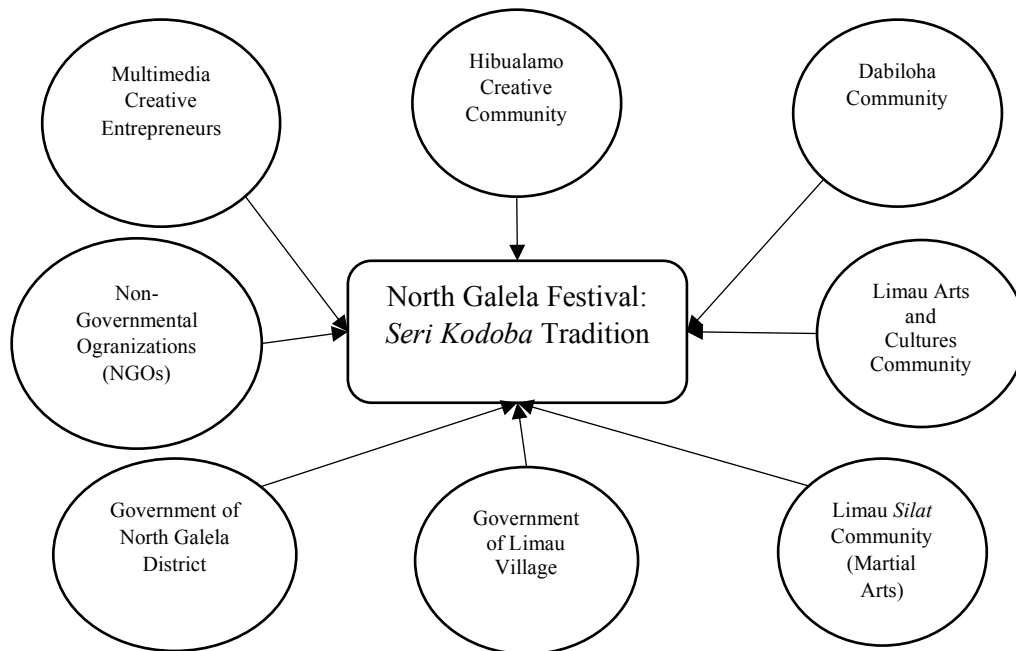 Multimedia
Creative
Entrepreneurs
Hibualamo
Creative
Community
Dabiloha
Community
Non-
Governmental
Ogranizations
(NGOs)
North Galela Festival:
Seri Kodoba Tradition
Limau Arts
and
Cultures
Community
Government of
North Galela
District
Government
of Limau
Village
Limau Silat
Community
(Martial
Arts)